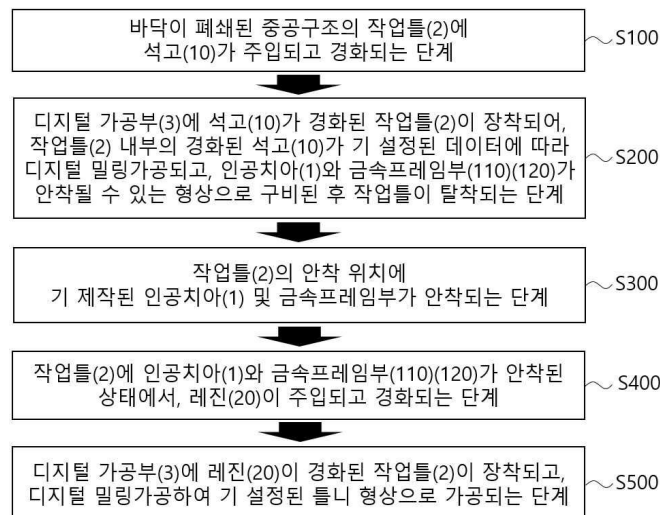 바닥이 폐쇄된 중공구조의 작업틀(2)에
석고(10)가 주입되고 경화되는 단계
S100
디지털 가공부(3)에 석고(10)가 경화된 작업틀(2)이 장착되어,
작업틀(2) 내부의 경화된 석고(10)가 기 설정된 데이터에 따라
디지털 밀링가공되고, 인공치아(1)와 금속프레임부(110)(120)가
안착될 수 있는 형상으로 구비된 후 작업틀이 탈착되는 단계
S200
작업틀(2)의 안착 위치에
기 제작된 인공치아(1) 및 금속프레임부가 안착되는 단계
S300
작업틀(2)에 인공치아(1)와 금속프레임부(110)(120)가 안착된
상태에서, 레진(20)이 주입되고 경화되는 단계
S400
디지털 가공부(3)에 레진(20)이 경화된 작업틀(2)이 장착되고,
디지털 밀링가공하여 기 설정된 틀니 형상으로 가공되는 단계
S500